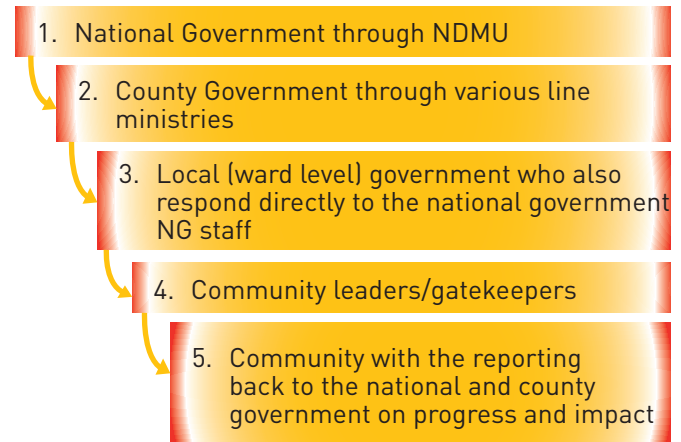 1. National Government through NDMU
2. County Government through various line
ministries
3. Local (ward level) government who also
respond directly to the national government
NG staff
4. Community leaders/gatekeepers
5. Community with the reporting
back to the national and county
government on progress and impact